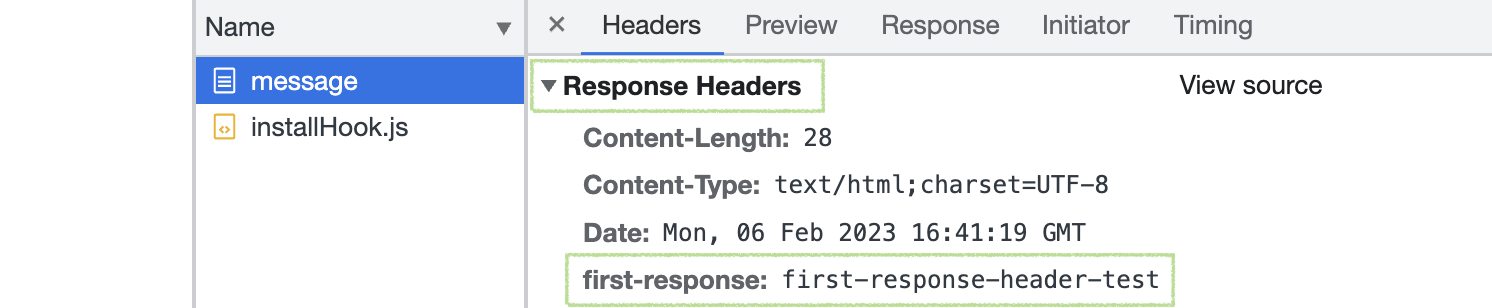 Name
message
installHook.js
Headers Preview Response Initiator Timing
Response Headers View source
Content-Length: 28
Content-Type: text/html;charset=UTF-8
Date: Mon, 06 Feb 2023 16:41:19 GMT
first-response: first-response-header-test